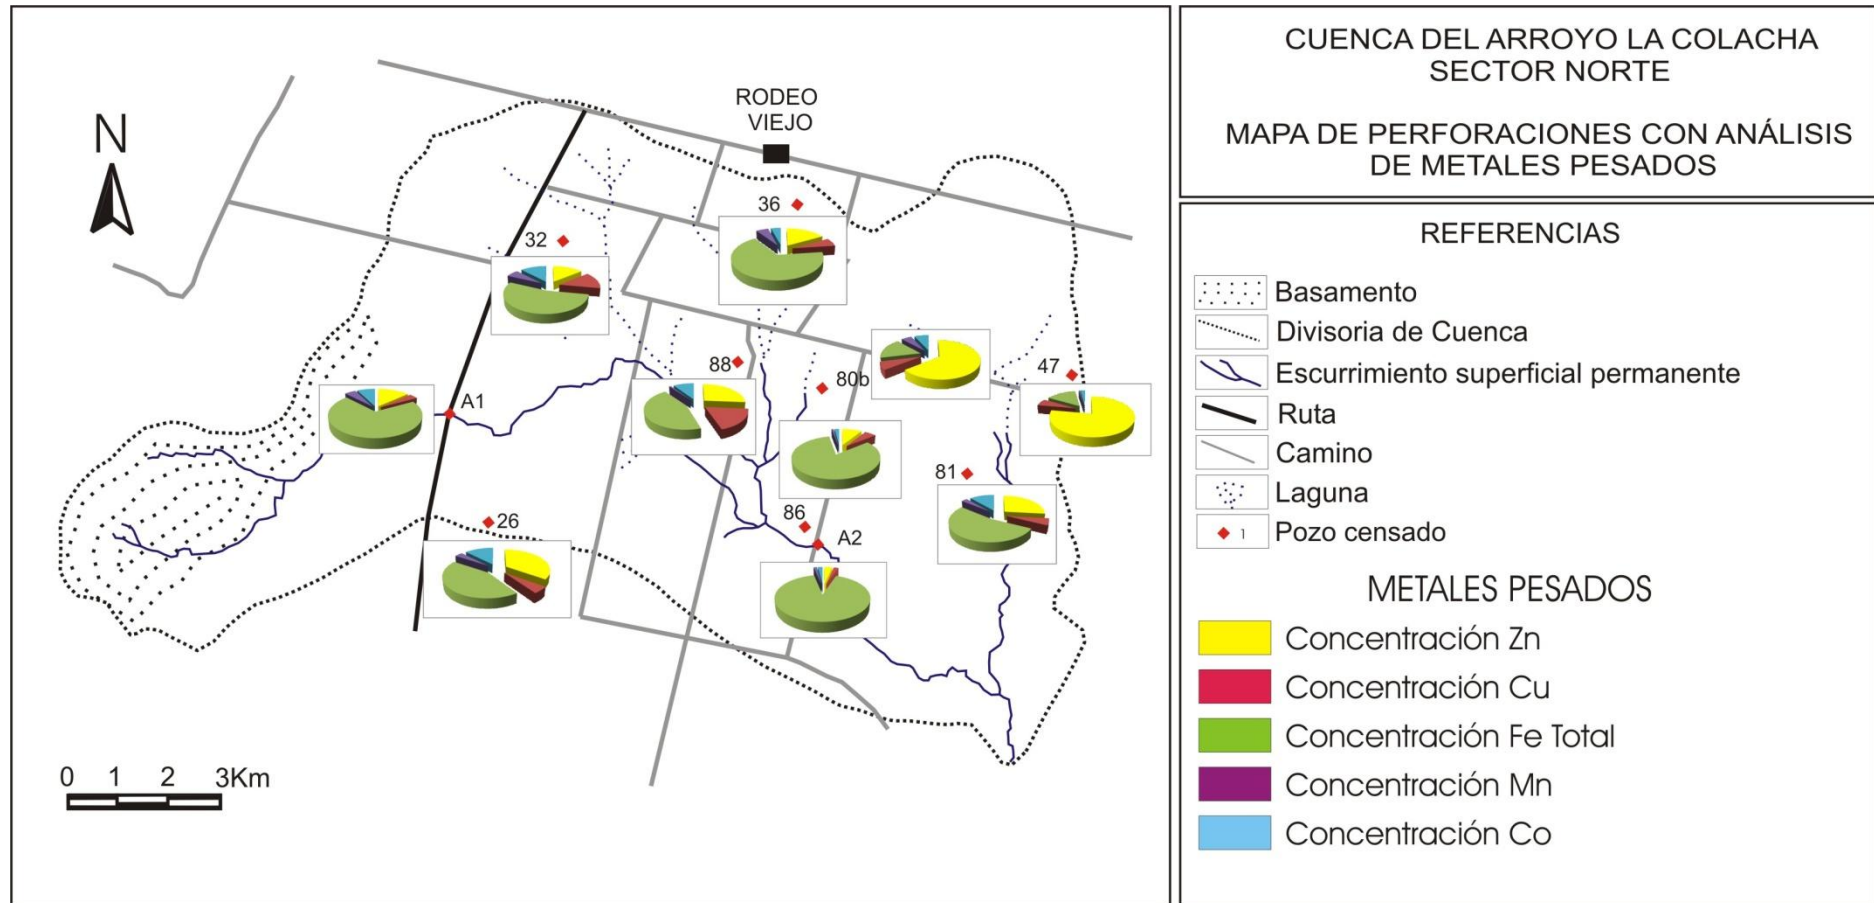 N
RODEO
VIEJO
36
32
88
80b
47
A1
81
26
86
A2
0 1 2 3Km
CUENCA DEL ARROYO LA COLACHA
SECTOR NORTE
MAPA DE PERFORACIONES CON ANÁLISIS
DE METALES PESADOS
REFERENCIAS
Basamento
Divisoria de Cuenca
Escurrimiento superficial permanente
Ruta
Camino
Laguna
1 Pozo censado
METALES PESADOS
Concentración Zn
Concentración Cu
Concentración Fe Total
Concentración Mn
Concentración Co